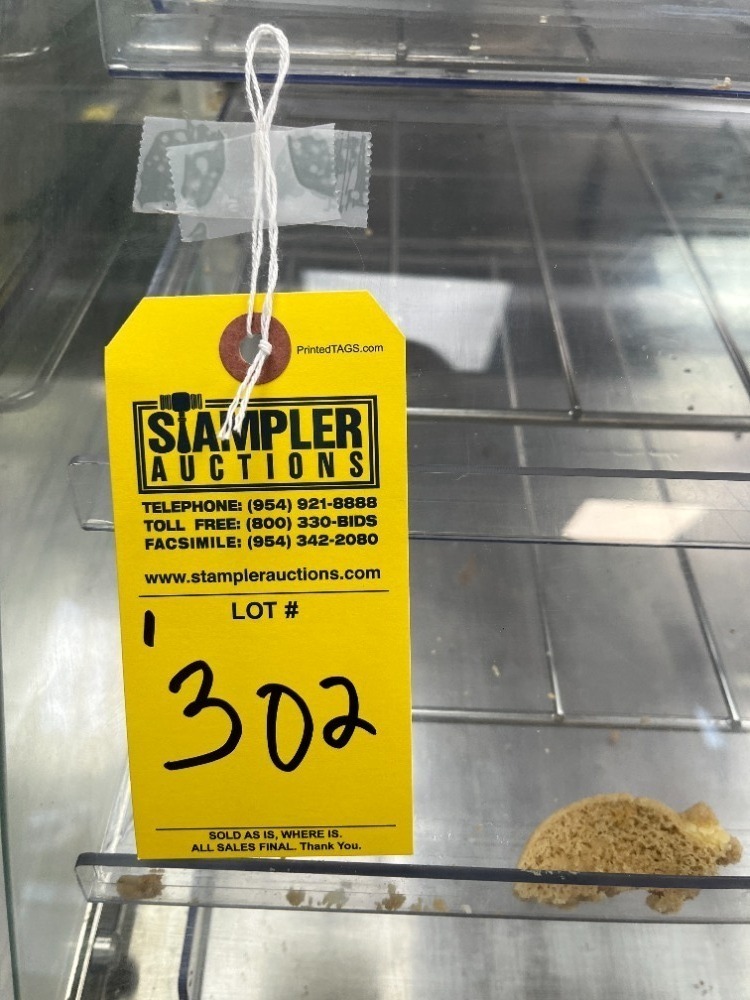 PrintedTAGS.com
STAMPLER
AUCTIONS
TELEPHONE: (954) 921-8888
TOLL FREE: (800) 330-BIDS
FACSIMILE: (954) 342-2080
www.stamplerauctions.com
LOT #
'302
SOLD AS IS, WHERE IS.
ALL SALES FINAL. Thank You.